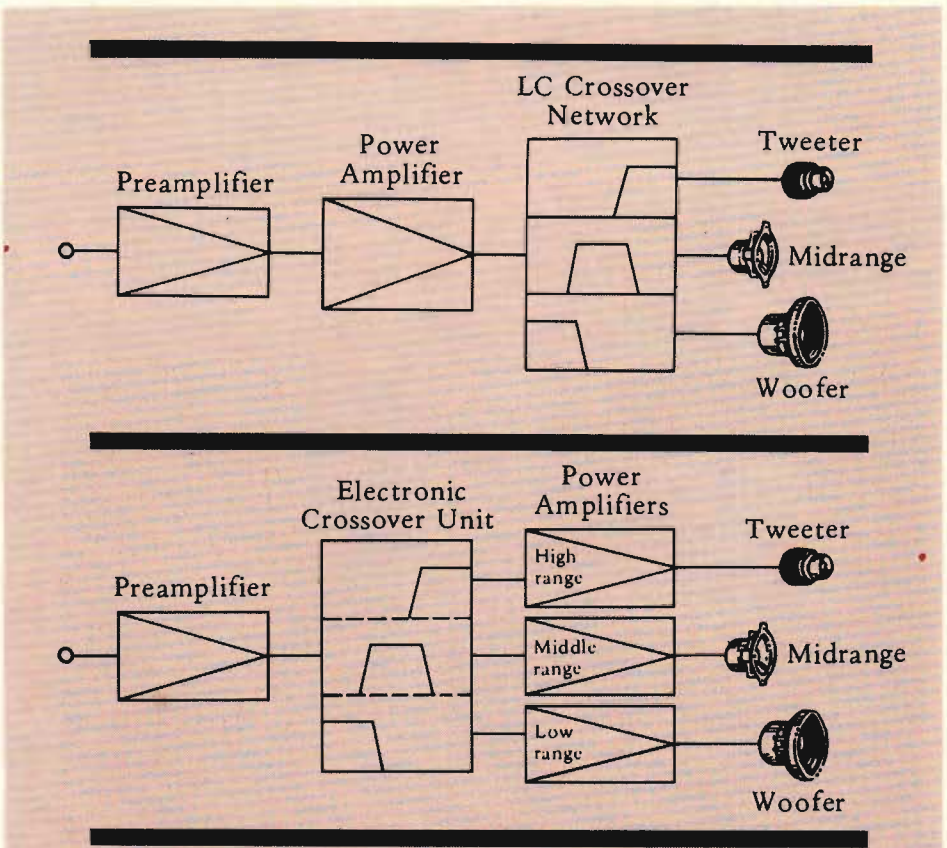 LC Crossover
Network
Tweeter
Power
Amplifier
Preamplifier
Midrange
Woofer
Power
Amplifiers
Electronic
Crossover Unit
Tweeter
High
range
Preamplifier
Middle
range
Midrange
Low
range
Woofer